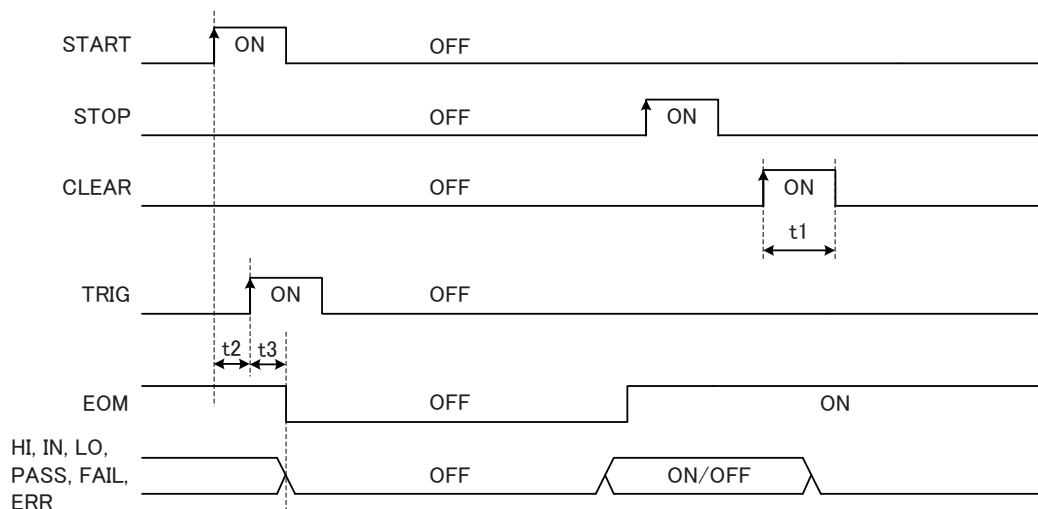 START ON OFF
STOP OFF ON
CLEAR OFF ON
t1
TRIG ON OFF
t2 t3
EOM OFF ON
HI, IN, LO,
PASS, FAIL, OFF ON/OFF
ERR